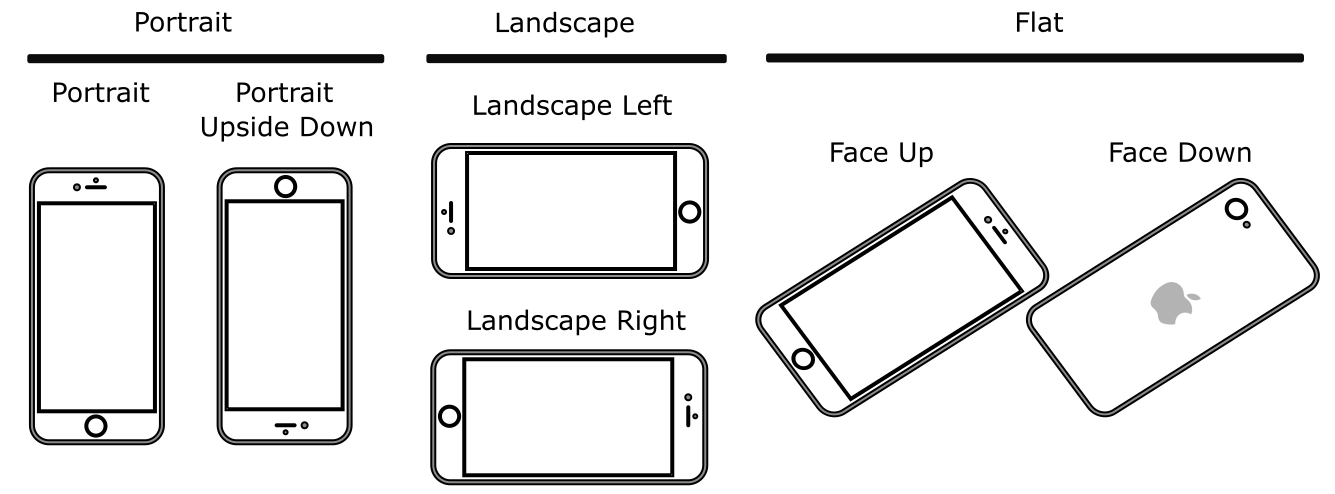 Portrait
Landscape
Flat
Portrait
Portrait
Upside Down
Landscape Left
Landscape Right
Face Up
Face Down